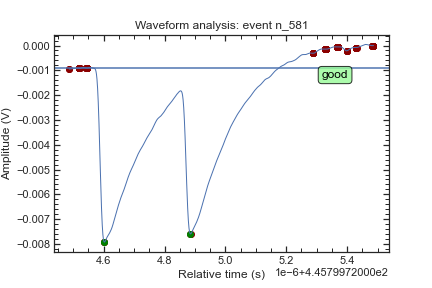 Waveform analysis: event n_581
Amplitude (V)
0.000
−0.001
−0.002
−0.003
−0.004
−0.005
−0.006
−0.007
−0.008
good
4.6 4.8 5.0 5.2 5.4
Relative time (s) 1e−6+4.4579972000e2